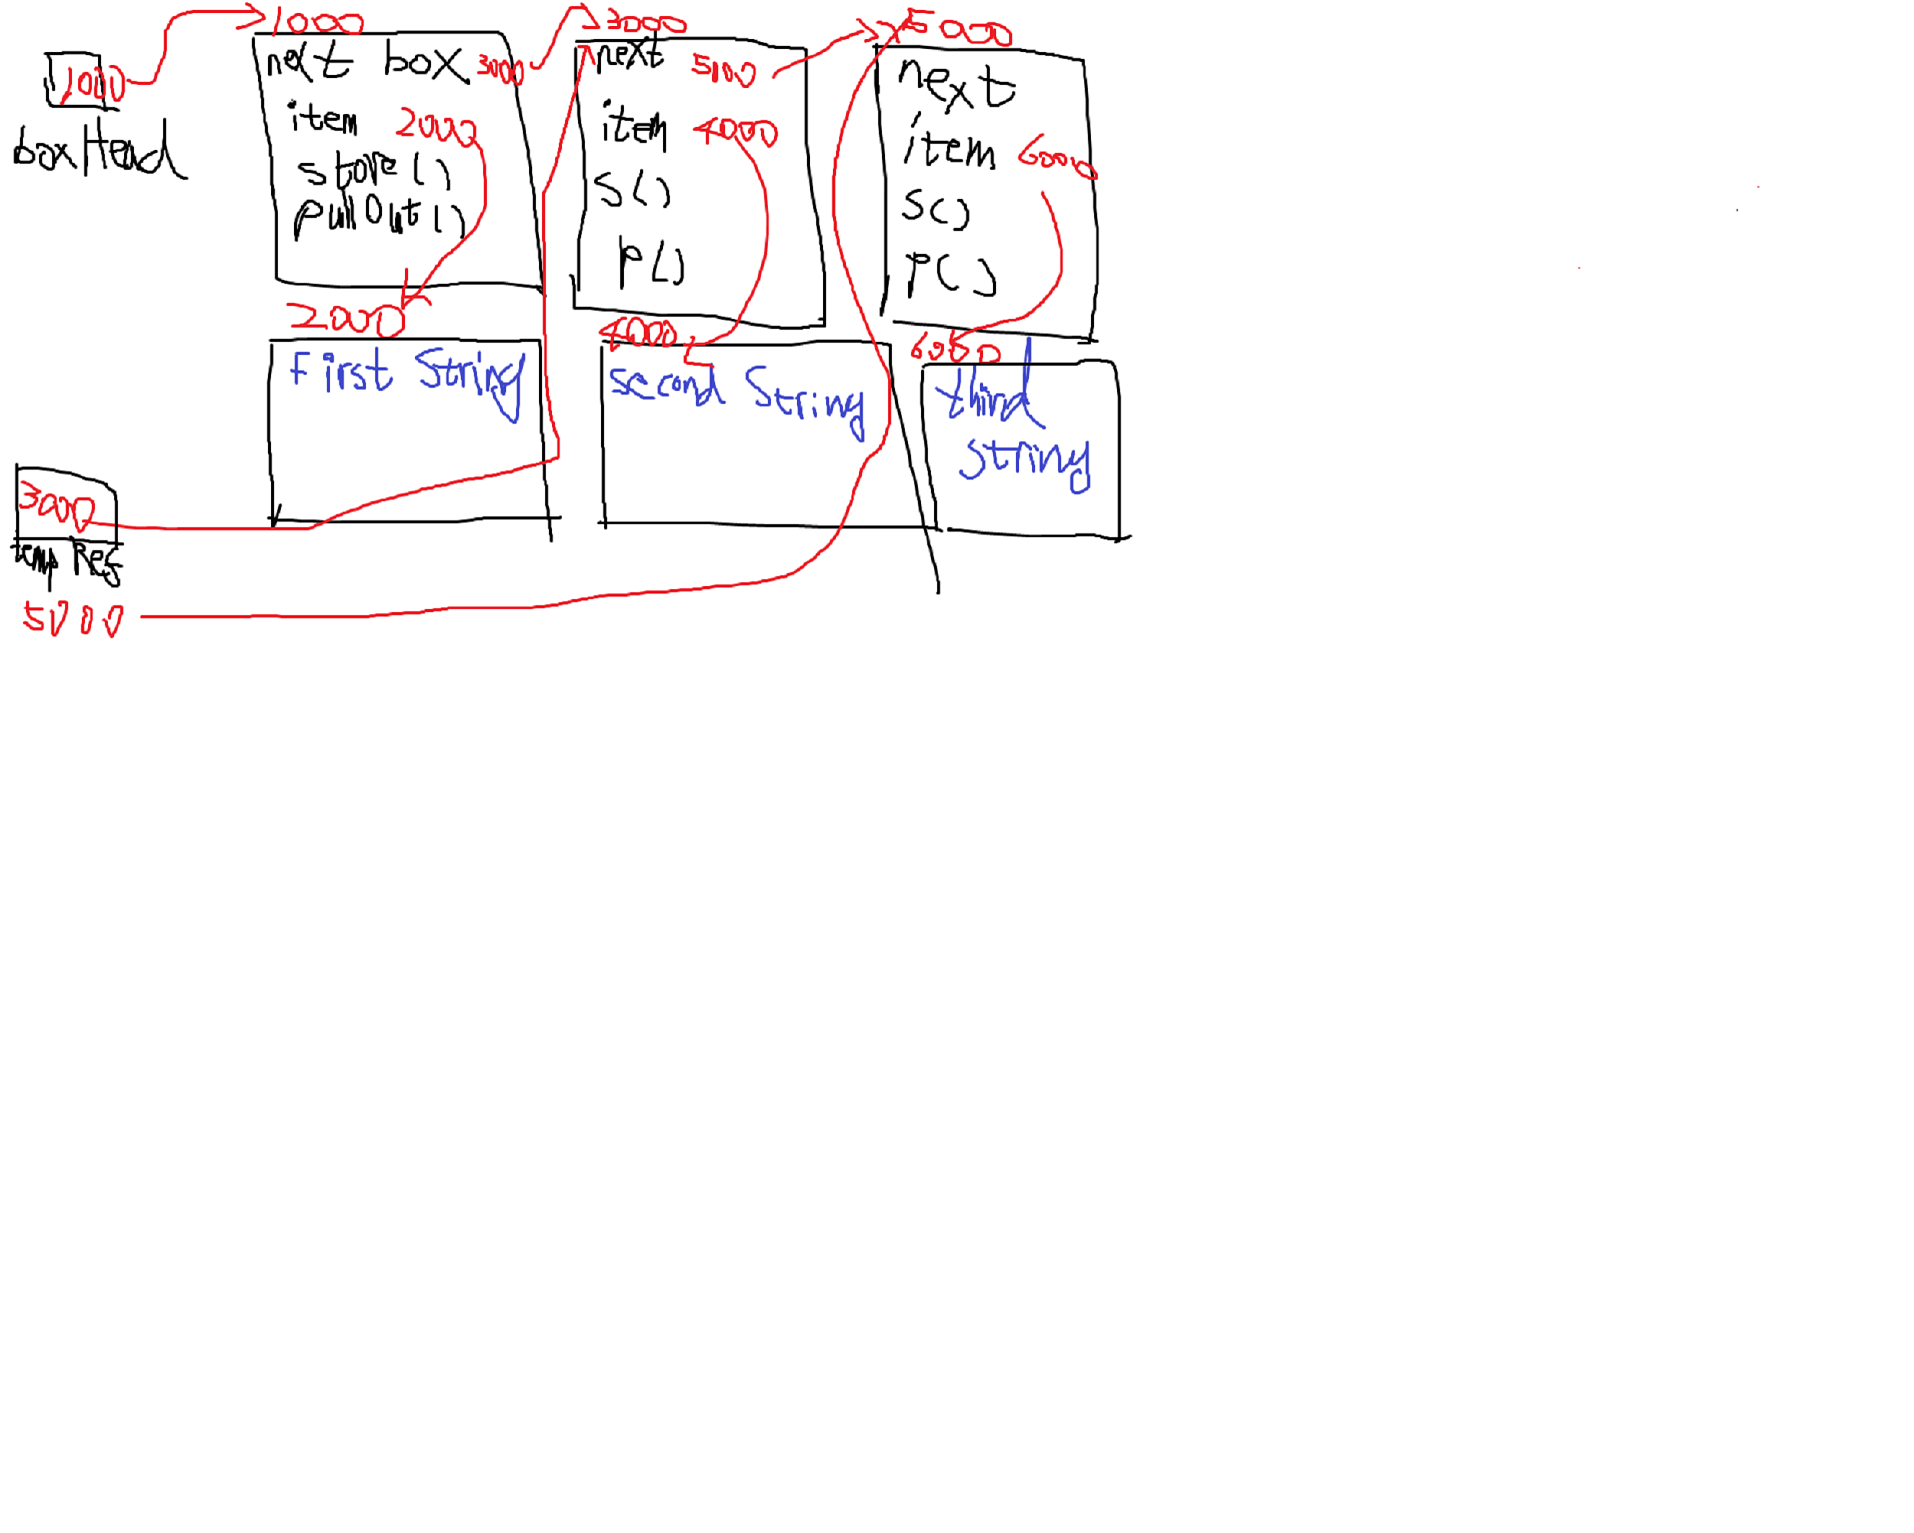 1000
boxHead
1000
next box 3000
item 2000
store()
pullOut()
2000
First String
3000
next 5000
item 4000
S()
P()
4000
second String
5000
next
item 6000
S()
P()
6000
third
string
3000
temp Ref
5000